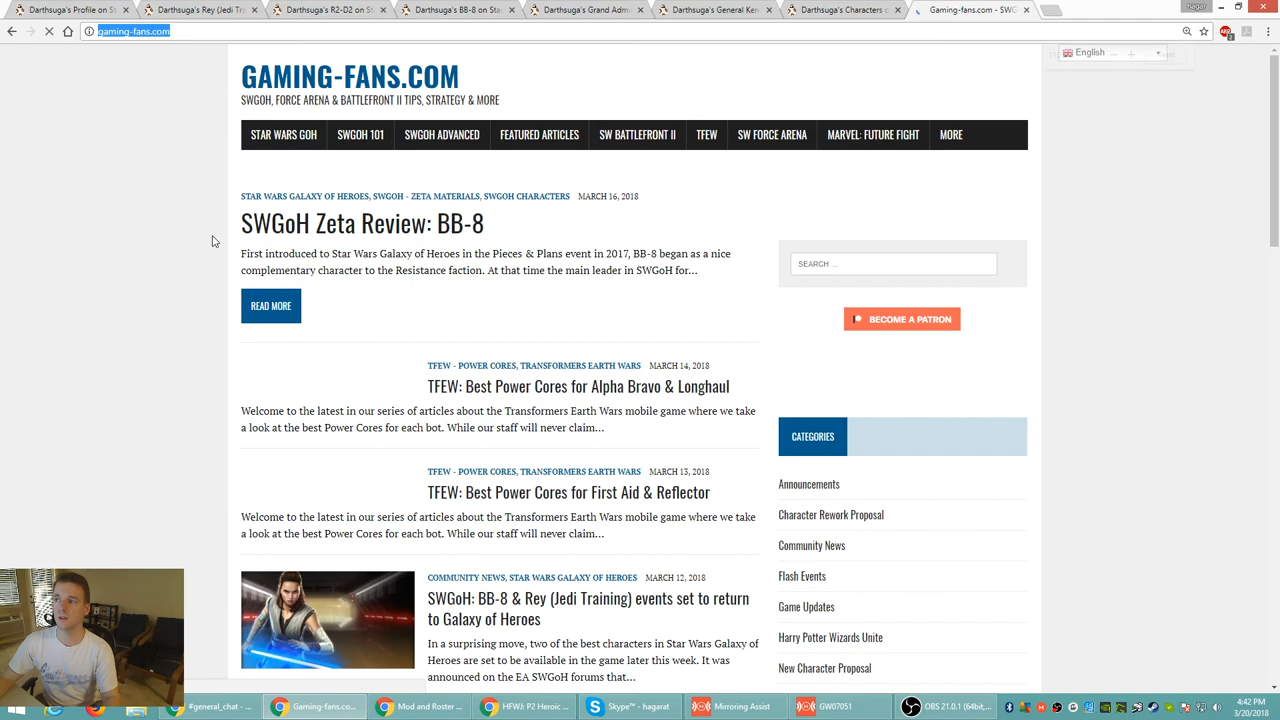 Darthsuga's Profile on St
Darthsuga's Rey (Jedi Tra
Darthsuga's R2-D2 on St
Darthsuga's BB-8 on Sta
Darthsuga's Grand Adm
Darthsuga's General Ken
Darthsuga's Characters o
Gaming-fans.com - SWG
hagar
gaming-fans.com
English
GAMING-FANS.COM
SWGOH, FORCE ARENA & BATTLEFRONT II TIPS, STRATEGY & MORE
STAR WARS GOH
SWGOH 101
SWGOH ADVANCED
FEATURED ARTICLES
SW BATTLEFRONT II
TFEW
SW FORCE ARENA
MARVEL: FUTURE FIGHT
MORE
STAR WARS GALAXY OF HEROES, SWGOH - ZETA MATERIALS, SWGOH CHARACTERS MARCH 16, 2018
SWGoH Zeta Review: BB-8
First introduced to Star Wars Galaxy of Heroes in the Pieces & Plans event in 2017, BB-8 began as a nice
complementary character to the Resistance faction. At that time the main leader in SWGoH for...
READ MORE
TFEW - POWER CORES, TRANSFORMERS EARTH WARS MARCH 14, 2018
TFEW: Best Power Cores for Alpha Bravo & Longhaul
Welcome to the latest in our series of articles about the Transformers Earth Wars mobile game where we take
a look at the best Power Cores for each bot. While our staff will never claim...
TFEW - POWER CORES, TRANSFORMERS EARTH WARS MARCH 13, 2018
TFEW: Best Power Cores for First Aid & Reflector
Welcome to the latest in our series of articles about the Transformers Earth Wars mobile game where we take
a look at the best Power Cores for each bot. While our staff will never claim...
COMMUNITY NEWS, STAR WARS GALAXY OF HEROES MARCH 12, 2018
SWGoH: BB-8 & Rey (Jedi Training) events set to return
to Galaxy of Heroes
In a surprising move, two of the best characters in Star Wars Galaxy of
Heroes are set to be available in the game later this week. It was
announced on the EA SWGoH forums that...
SEARCH ...
BECOME A PATRON
CATEGORIES
Announcements
Character Rework Proposal
Community News
Flash Events
Game Updates
Harry Potter Wizards Unite
New Character Proposal
#general_chat - ...
Gaming-fans.co...
Mod and Roster ...
HFWJ: P2 Heroic ...
Skype™ - hagarat
Mirroring Assist
GW07051
OBS 21.0.1 (64bit...
4:42 PM
3/20/2018